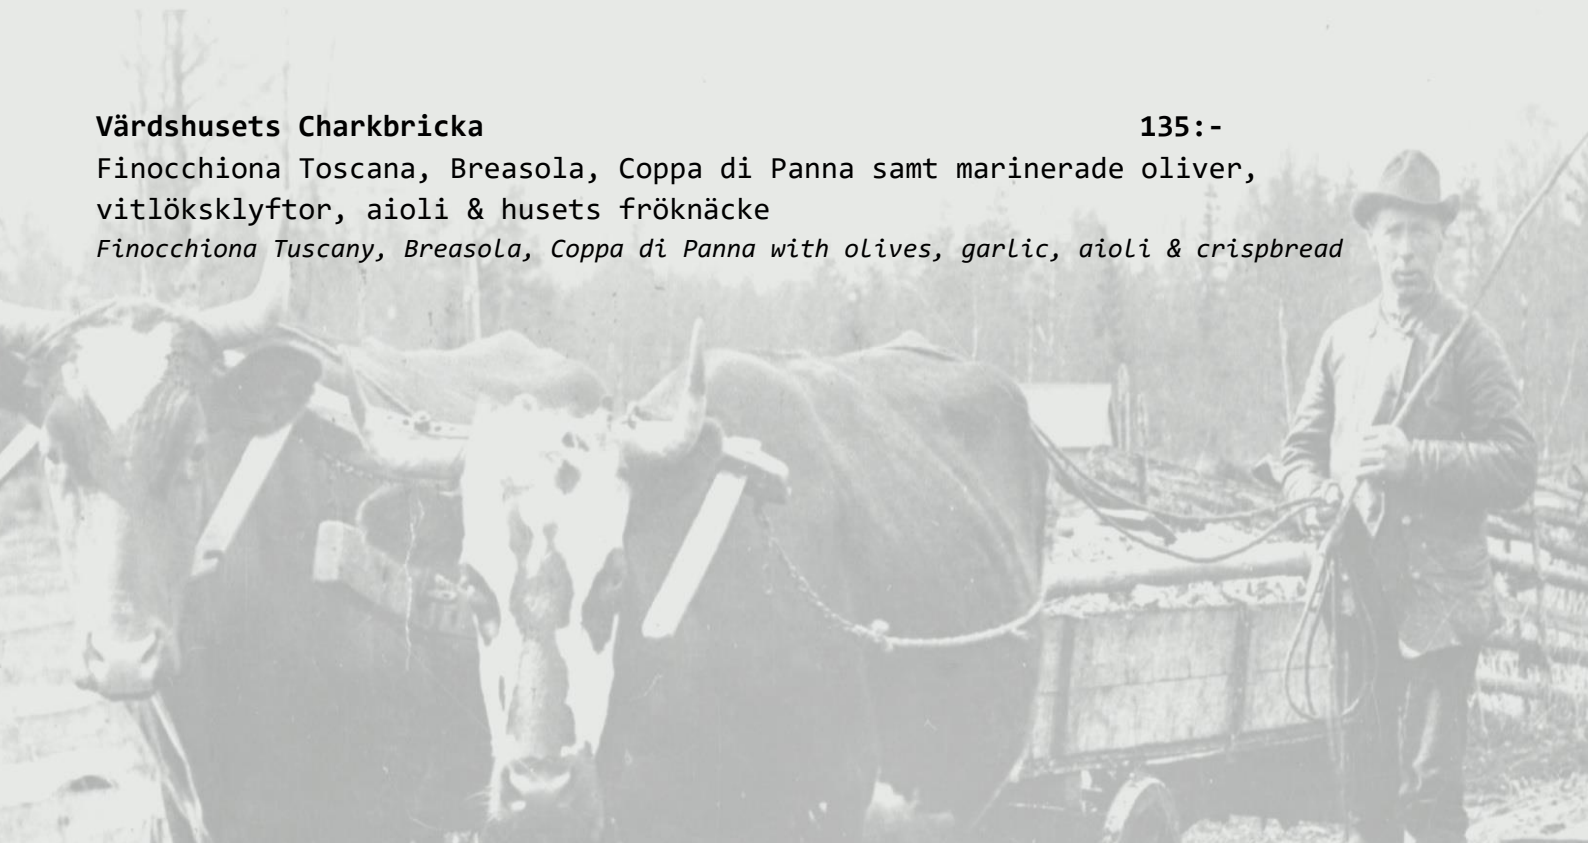 Värdshusets Charkbricka 135:-
Finocchiona Toscana, Breasola, Coppa di Panna samt marinerade oliver,
vitlöksklyftor, aioli & husets fröknäcke
Finocchiona Tuscany, Breasola, Coppa di Panna with olives, garlic, aioli & crispbread